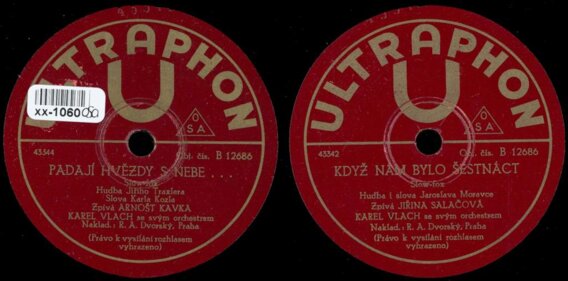 ULTRAPHON
U
O
SA
xx-1060
43344
Obj. čís. B 12686
PADAJÍ HVĚZDY S NEBE . . .
Slow-fox
Hudba Jiřího Traxlera
Slova Karla Kozla
Zpívá ARNOŠT KAVKA
KAREL VLACH se svým orchestrem
Naklad.: R. A. Dvorský, Praha
(Právo k vysílání rozhlasem
vyhrazeno)
ULTRAPHON
U
O
SA
43342
Obj. čís. B 12686
KDYŽ NÁM BYLO ŠESTNÁCT
Slow-fox
Hudba i slova Jaroslava Moravce
Zpívá JIŘINA SALAČOVÁ
KAREL VLACH se svým orchestrem
Naklad.: R. A. Dvorský, Praha
(Právo k vysílání rozhlasem
vyhrazeno)